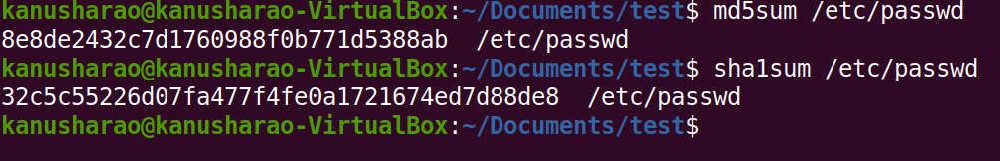 kanusharao@kanusharao-VirtualBox:~/Documents/test$ md5sum /etc/passwd
8e8de2432c7d1760988f0b771d5388ab  /etc/passwd
kanusharao@kanusharao-VirtualBox:~/Documents/test$ sha1sum /etc/passwd
32c5c55226d07fa477f4fe0a1721674ed7d88de8  /etc/passwd
kanusharao@kanusharao-VirtualBox:~/Documents/test$